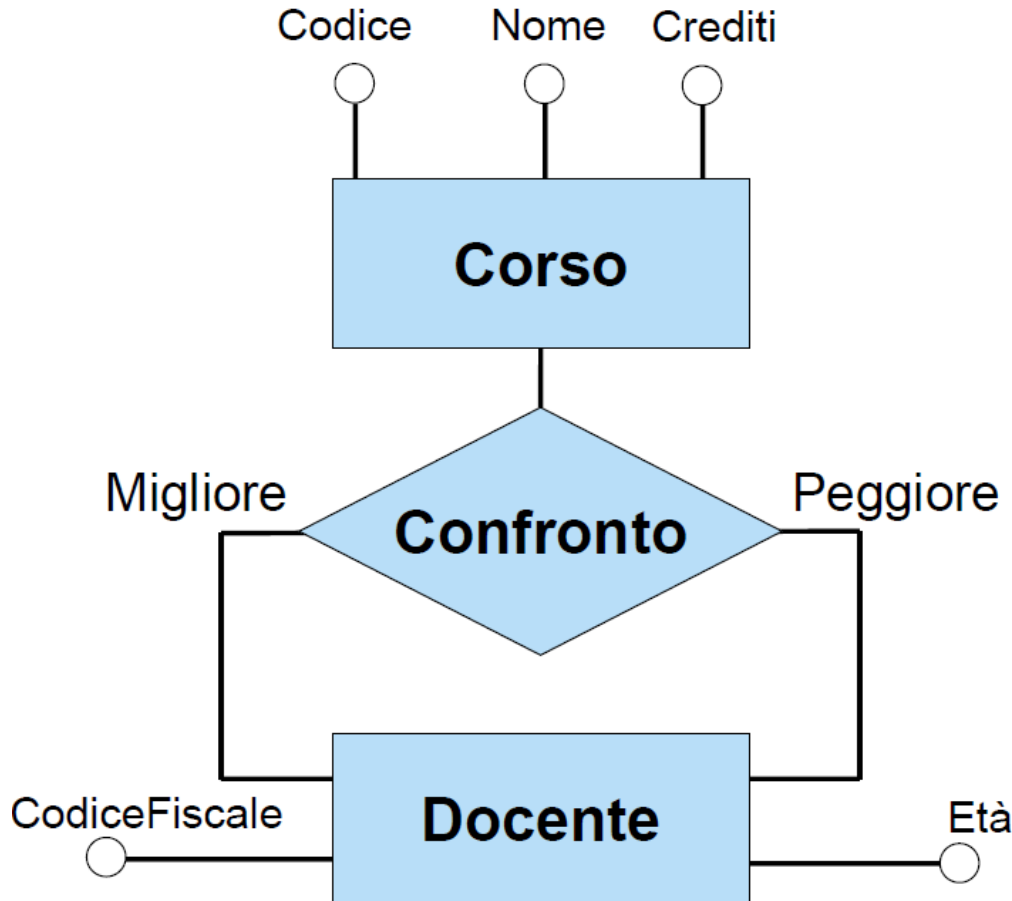 Codice Nome Crediti
Corso
Migliore Peggiore
Confronto
CodiceFiscale Docente Età